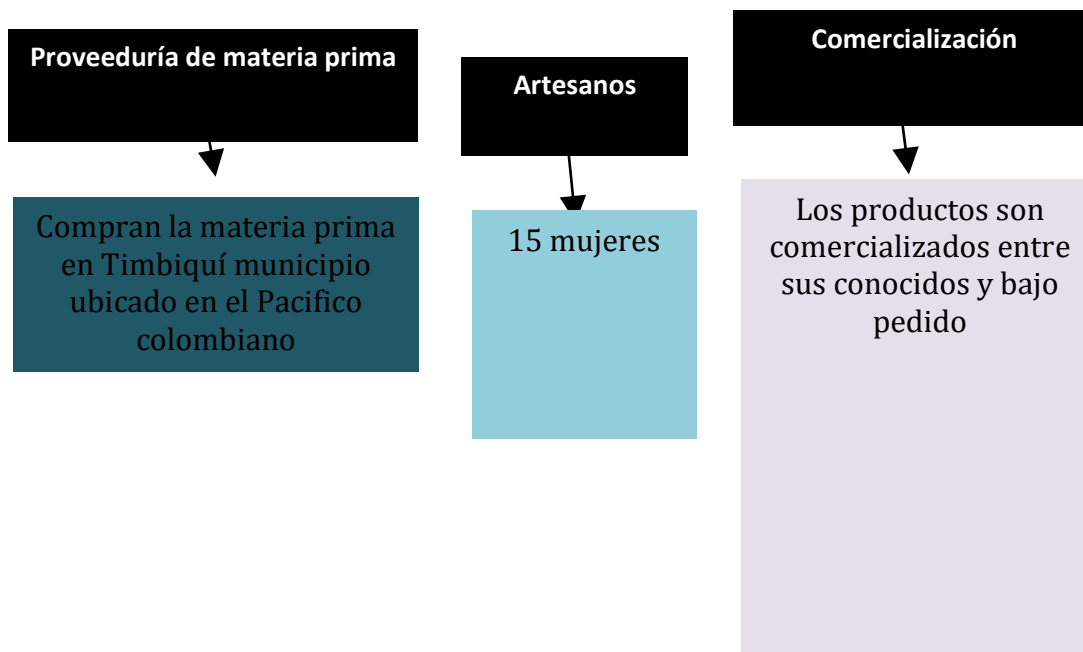 Proveeduría de materia prima
Compran la materia prima
en Timbiquí municipio
ubicado en el Pacifico
colombiano
Artesanos
15 mujeres
Comercialización
Los productos son
comercializados entre
sus conocidos y bajo
pedido